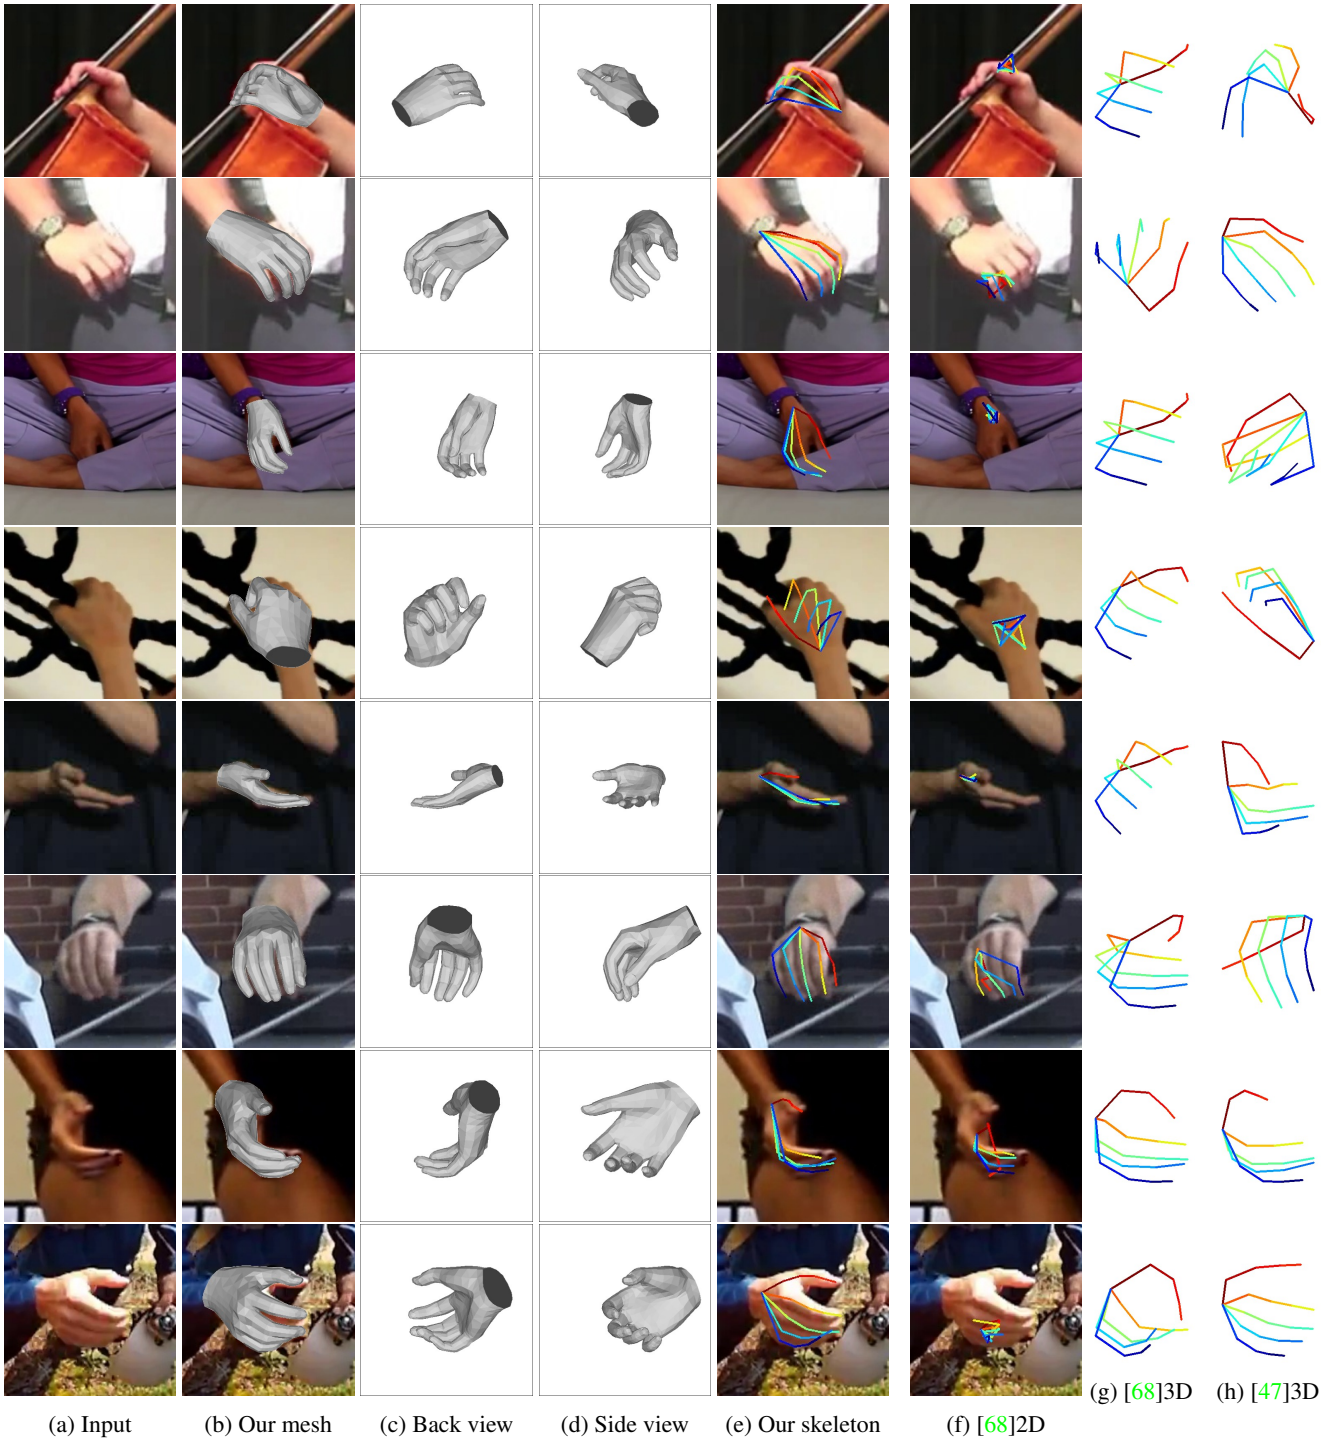 (g) [68]3D (h) [47]3D
(a) Input (b) Our mesh (c) Back view (d) Side view (e) Our skeleton (f) [68]2D